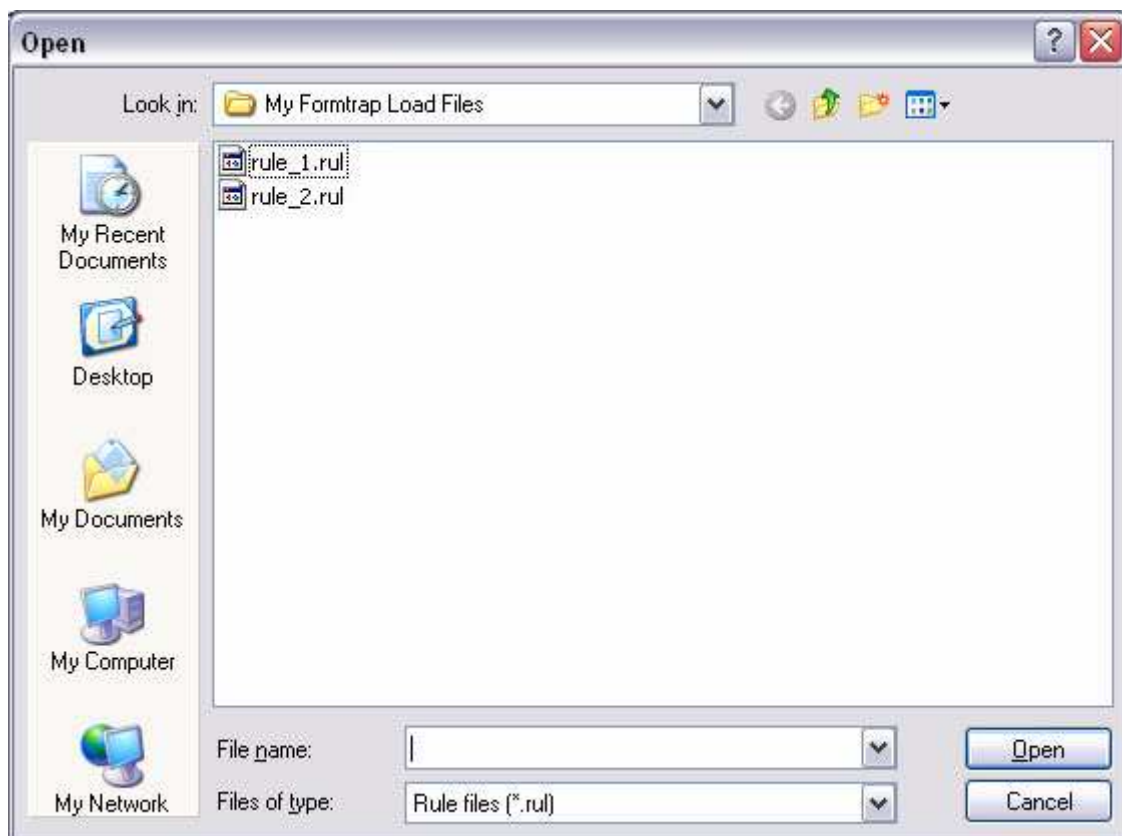 Open
?
Look in: My Formtrap Load Files
rule_1.rul
rule_2.rul
My Recent
Documents
Desktop
My Documents
My Computer
My Network
File name:
Open
Files of type: Rule files (*.rul)
Cancel